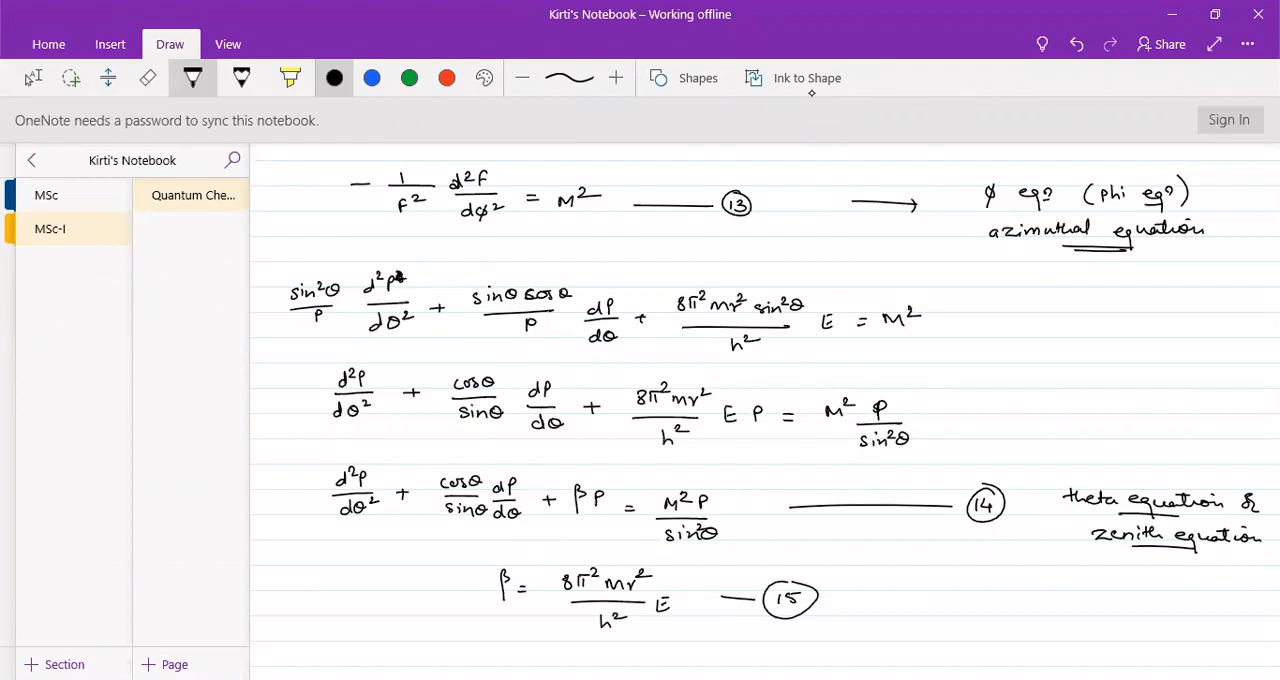 Kirti's Notebook – Working offline
Home Insert Draw View Share
Shapes Ink to Shape
OneNote needs a password to sync this notebook. Sign In
Kirti's Notebook
MSc Quantum Che...
MSc-I
− 1/F² d²F/dφ² = M² —— (13) → φ eqⁿ (phi eqⁿ)
azimuthal equation
sin²θ/P d²P/dθ² + sinθ cosθ/P dP/dθ + 8π²mr² sin²θ/h² E = M²
d²P/dθ² + cosθ/sinθ dP/dθ + 8π²mr²/h² E P = M² P/sin²θ
d²P/dθ² + cosθ/sinθ dP/dθ + βP = M²P/sin²θ —— (14) theta equation &
zenith equation
β = 8π²mr²/h² E — (15)
+ Section + Page